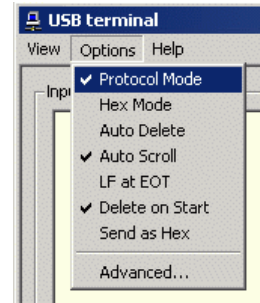 USB terminal
View Options Help
Protocol Mode
Inp
Hex Mode
Auto Delete
Auto Scroll
LF at EOT
Delete on Start
Send as Hex
Advanced...